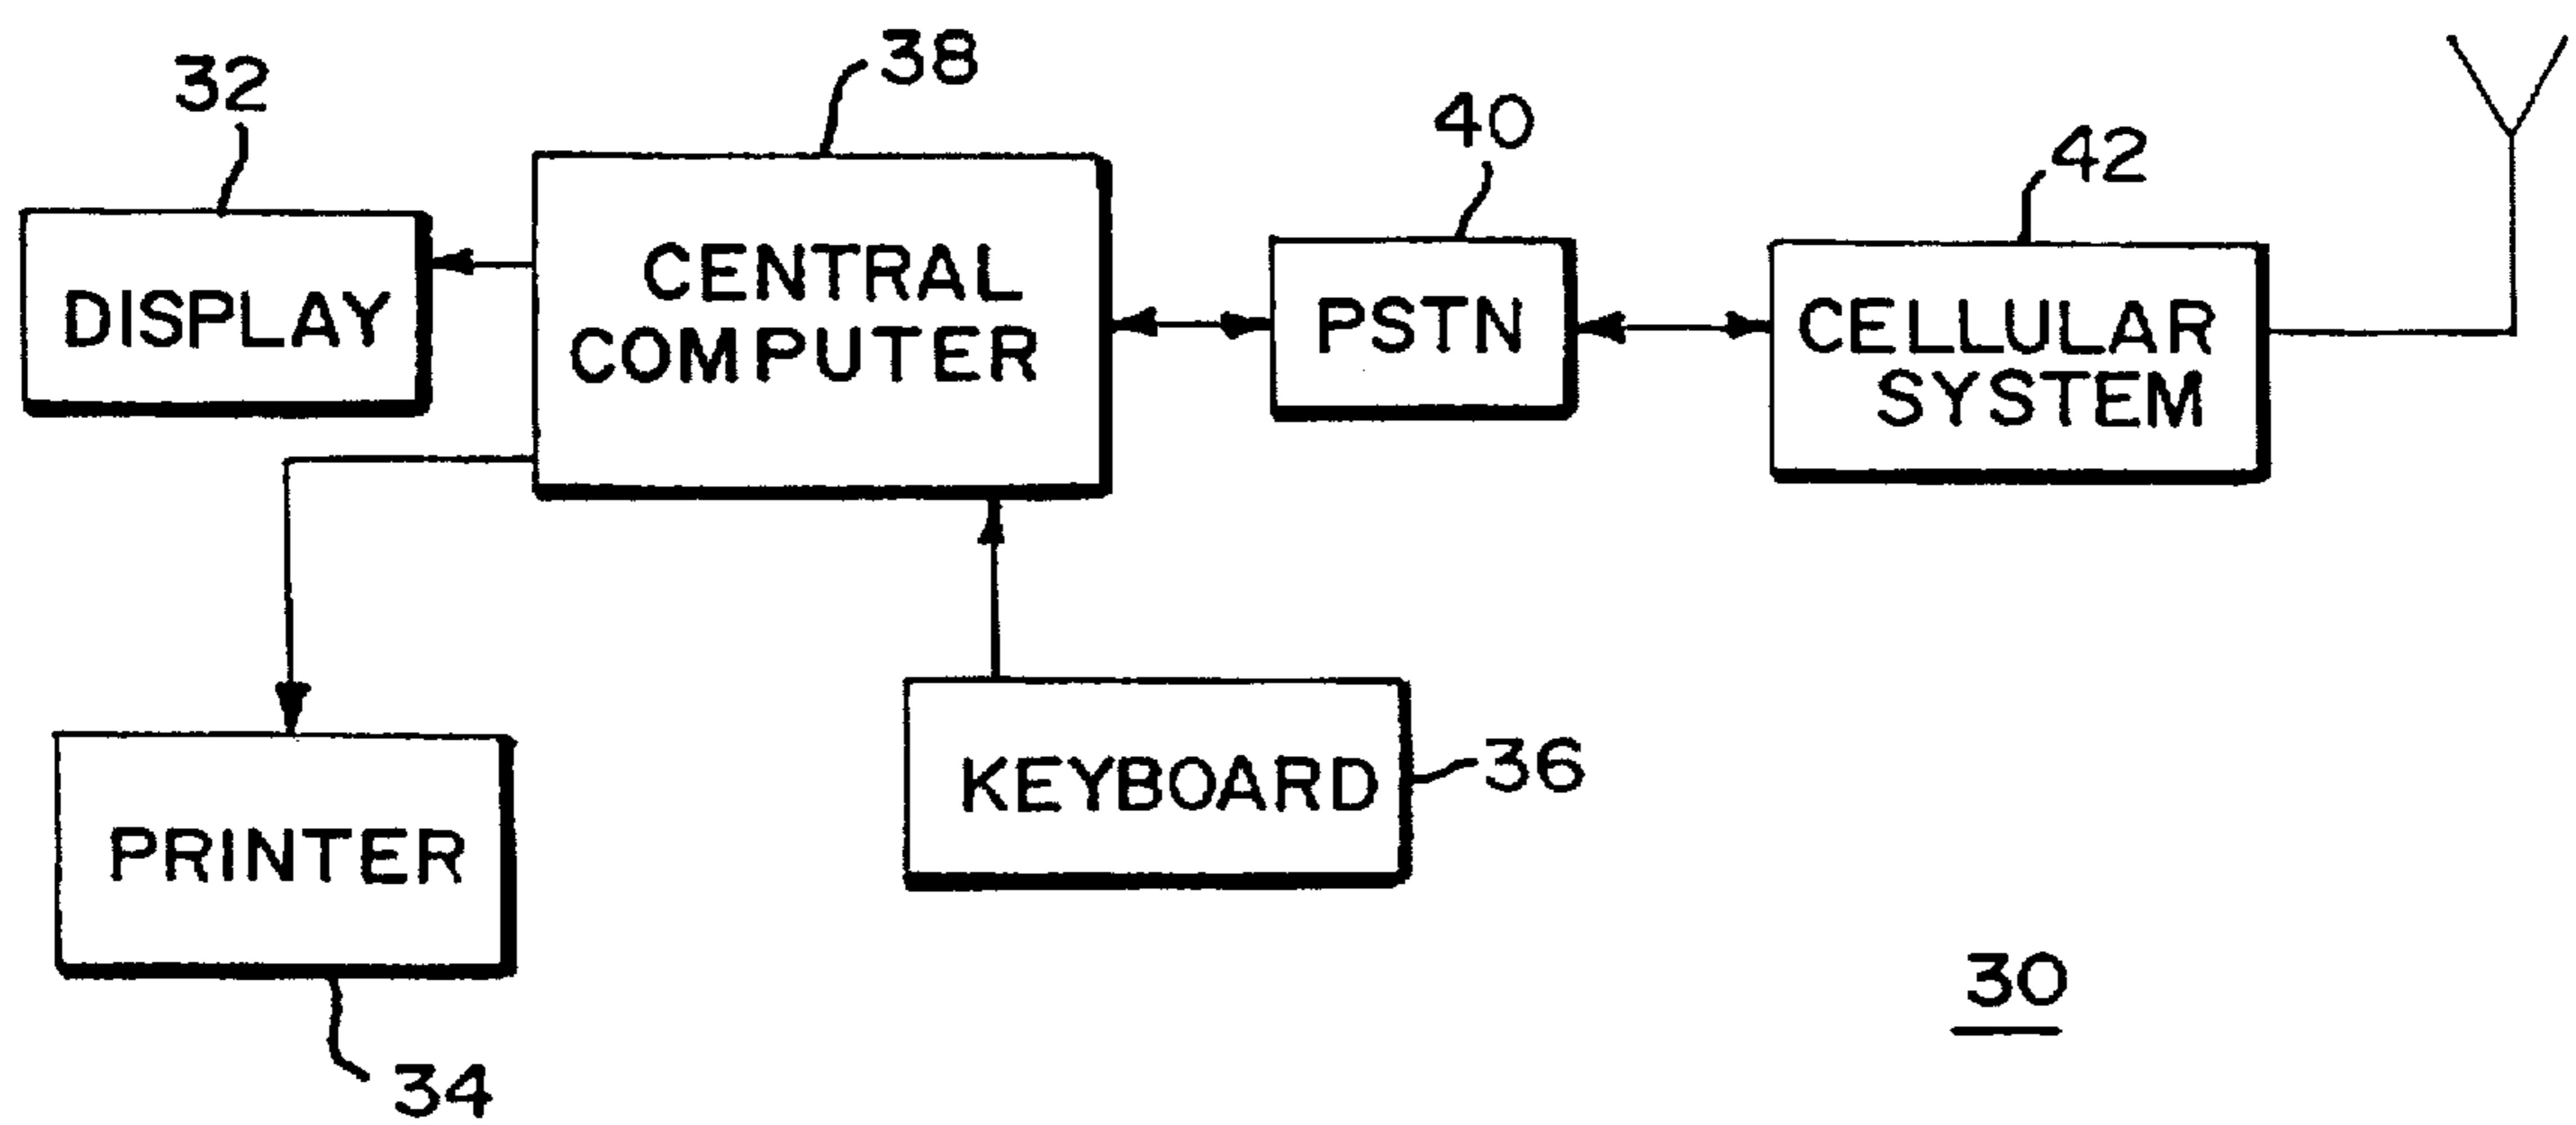 38
32
40
42
CENTRAL
COMPUTER
DISPLAY
PSTN
CELLULAR
SYSTEM
KEYBOARD
36
PRINTER
30
34